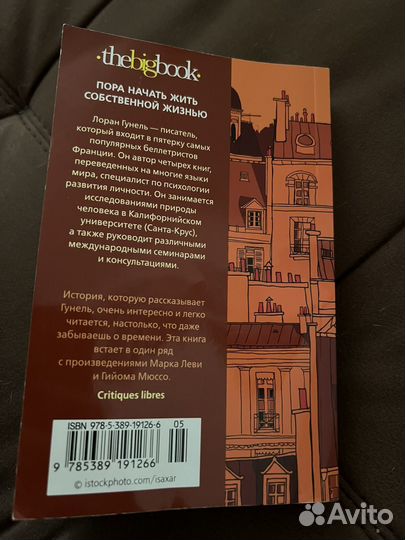 ·thebigbook·
ПОРА НАЧАТЬ ЖИТЬ
СОБСТВЕННОЙ ЖИЗНЬЮ
Лоран Гунель — писатель,
который входит в пятерку самых
популярных беллетристов
Франции. Он автор четырех книг,
переведенных на многие языки
мира, специалист по психологии
развития личности. Он занимается
исследованиями природы
человека в Калифорнийском
университете (Санта-Крус),
а также руководит различными
международными семинарами
и консультациями.
История, которую рассказывает
Гунель, очень интересно и легко
читается, настолько, что даже
забываешь о времени. Эта книга
встает в один ряд
с произведениями Марка Леви
и Гийома Мюссо.
Critiques libres
ISBN 978-5-389-19126-6 05
9 785389 191266
© istockphoto.com/isaxar
Avito